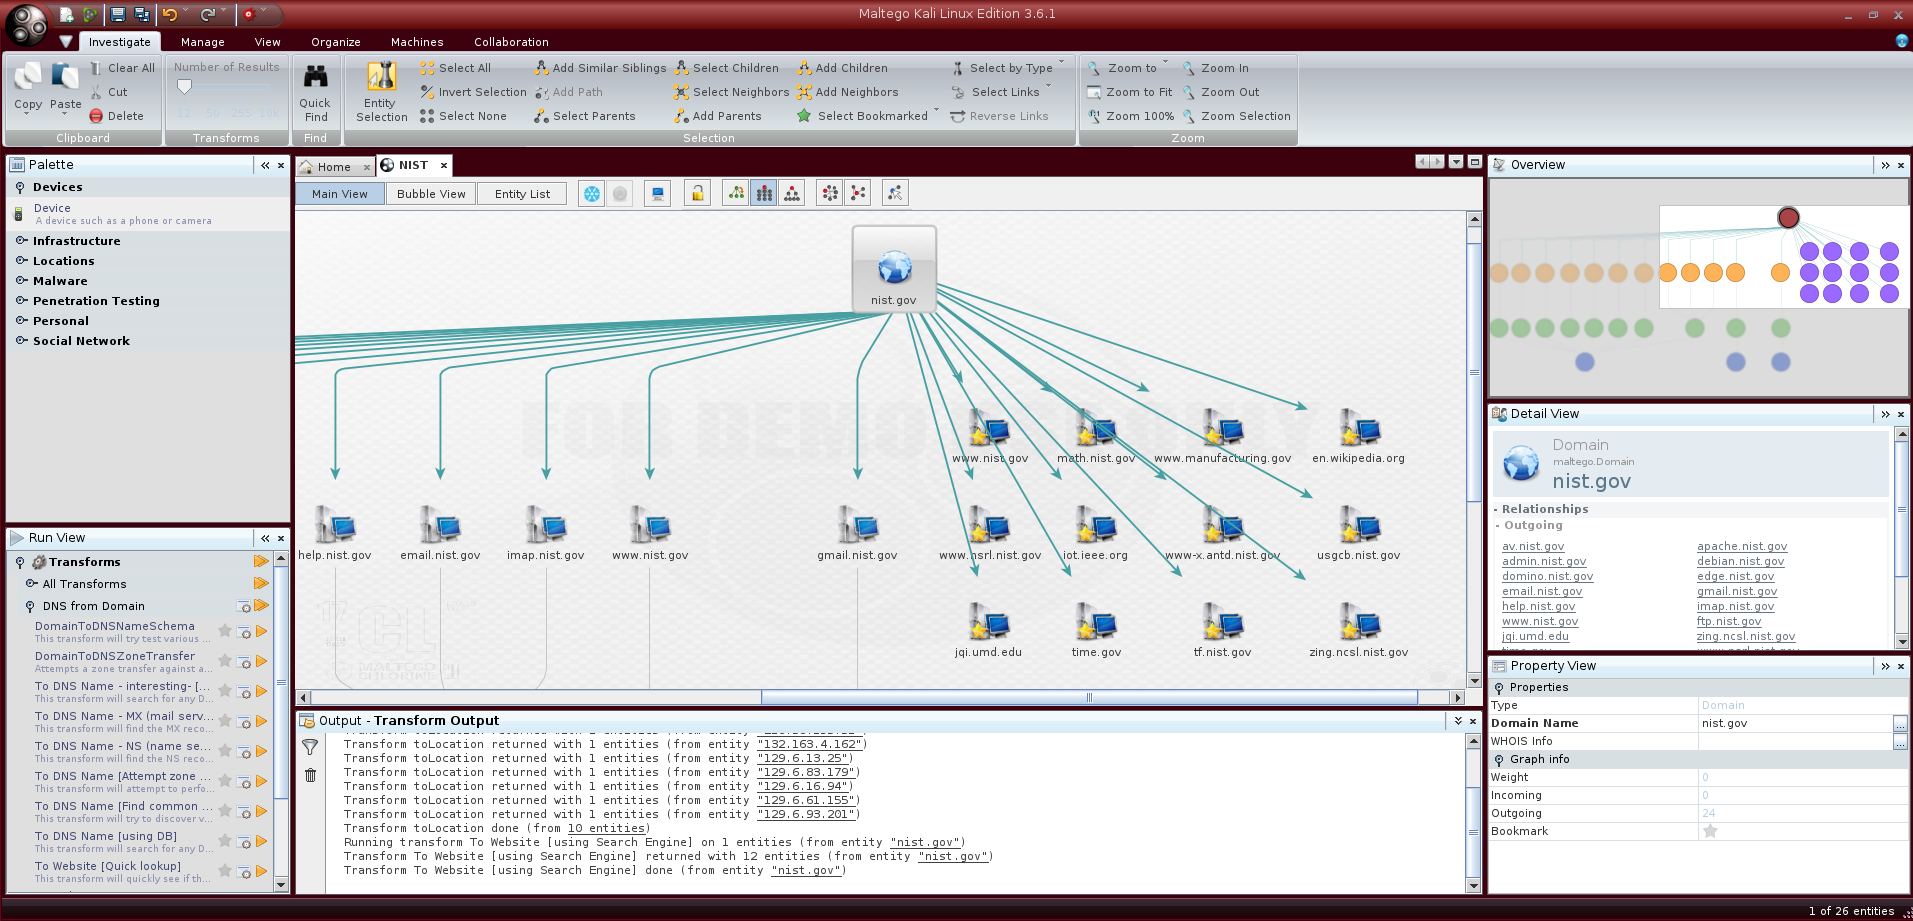 Maltego Kali Linux Edition 3.6.1
Investigate Manage View Organize Machines Collaboration
Copy Paste Clear All Cut Delete
Clipboard
Number of Results
12 50 255 10k
Transforms
Quick Find
Find
Entity Selection
Select All Add Similar Siblings Select Children Add Children Select by Type
Invert Selection Add Path Select Neighbors Add Neighbors Select Links
Select None Select Parents Add Parents Select Bookmarked Reverse Links
Selection
Zoom to Zoom In
Zoom to Fit Zoom Out
Zoom 100% Zoom Selection
Zoom
Palette
Devices
Device
A device such as a phone or camera
Infrastructure
Locations
Malware
Penetration Testing
Personal
Social Network
Run View
Transforms
All Transforms
DNS from Domain
DomainToDNSNameSchema
This transform will try test various ...
DomainToDNSZoneTransfer
Attempts a zone transfer against a...
To DNS Name - interesting- [...
This transform will search for any D...
To DNS Name - MX (mail serv...
This transform will find the MX reco...
To DNS Name - NS (name se...
This transform will find the NS reco...
To DNS Name [Attempt zone ...
This transform will attempt to perfo...
To DNS Name [Find common ...
This transform will try to discover v...
To DNS Name [using DB]
This transform will search for any D...
To Website [Quick lookup]
This transform will quickly see if th...
Home NIST
Main View Bubble View Entity List
nist.gov
www.nist.gov math.nist.gov www.manufacturing.gov en.wikipedia.org
help.nist.gov email.nist.gov imap.nist.gov www.nist.gov gmail.nist.gov www.nsrl.nist.gov iot.ieee.org www-x.antd.nist.gov usgcb.nist.gov
jqi.umd.edu time.gov tf.nist.gov zing.ncsl.nist.gov
MALTEGO
CHLORINE
Output - Transform Output
Transform toLocation returned with 1 entities (from entity "132.163.4.162")
Transform toLocation returned with 1 entities (from entity "129.6.13.25")
Transform toLocation returned with 1 entities (from entity "129.6.83.179")
Transform toLocation returned with 1 entities (from entity "129.6.16.94")
Transform toLocation returned with 1 entities (from entity "129.6.61.155")
Transform toLocation returned with 1 entities (from entity "129.6.93.201")
Transform toLocation done (from 10 entities)
Running transform To Website [using Search Engine] on 1 entities (from entity "nist.gov")
Transform To Website [using Search Engine] returned with 12 entities (from entity "nist.gov")
Transform To Website [using Search Engine] done (from entity "nist.gov")
Overview
Detail View
Domain
maltego.Domain
nist.gov
- Relationships
- Outgoing
av.nist.gov apache.nist.gov
admin.nist.gov debian.nist.gov
domino.nist.gov edge.nist.gov
email.nist.gov gmail.nist.gov
help.nist.gov imap.nist.gov
www.nist.gov ftp.nist.gov
jqi.umd.edu zing.ncsl.nist.gov
Property View
Properties
Type Domain
Domain Name nist.gov
WHOIS Info
Graph info
Weight 0
Incoming 0
Outgoing 24
Bookmark
1 of 26 entities